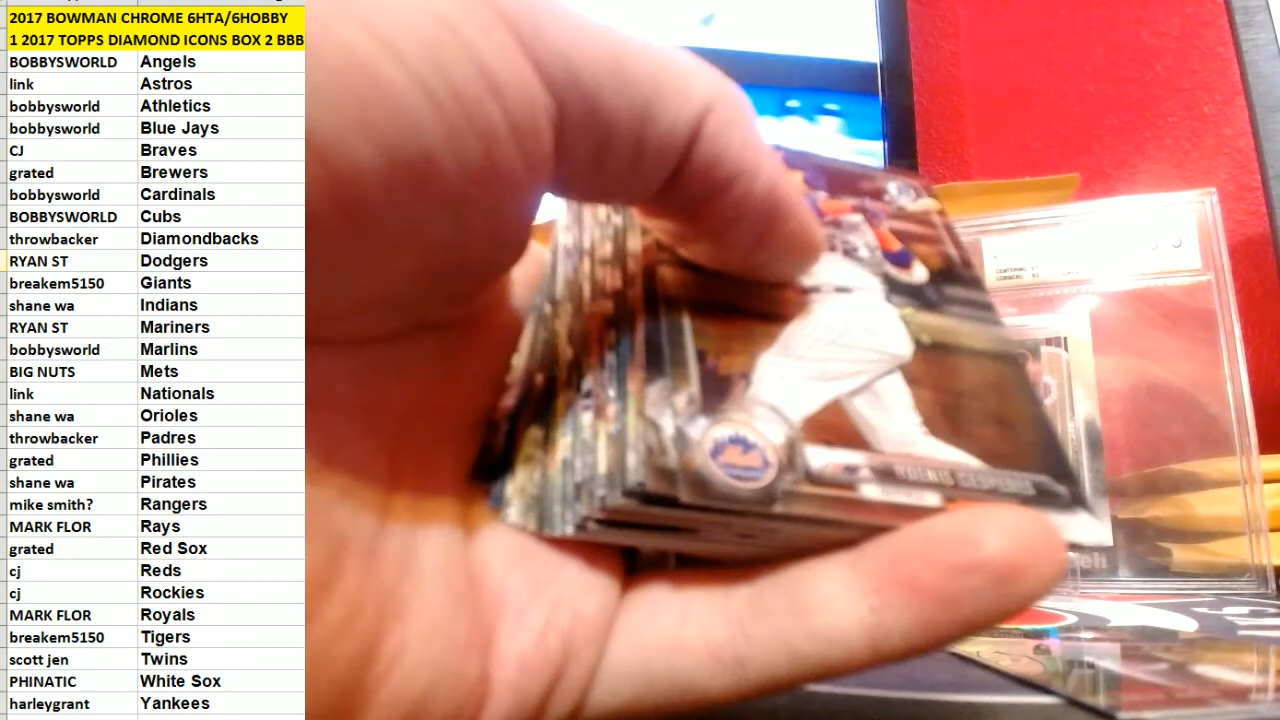 2017 BOWMAN CHROME 6HTA/6HOBBY
1 2017 TOPPS DIAMOND ICONS BOX 2 BBB
BOBBYSWORLD Angels
link Astros
bobbysworld Athletics
bobbysworld Blue Jays
CJ Braves
grated Brewers
bobbysworld Cardinals
BOBBYSWORLD Cubs
throwbacker Diamondbacks
RYAN ST Dodgers
breakem5150 Giants
shane wa Indians
RYAN ST Mariners
bobbysworld Marlins
BIG NUTS Mets
link Nationals
shane wa Orioles
throwbacker Padres
grated Phillies
shane wa Pirates
mike smith? Rangers
MARK FLOR Rays
grated Red Sox
cj Reds
cj Rockies
MARK FLOR Royals
breakem5150 Tigers
scott jen Twins
PHINATIC White Sox
harleygrant Yankees
Mets
YOENIS CESPEDES
CENTERING
CORNERS